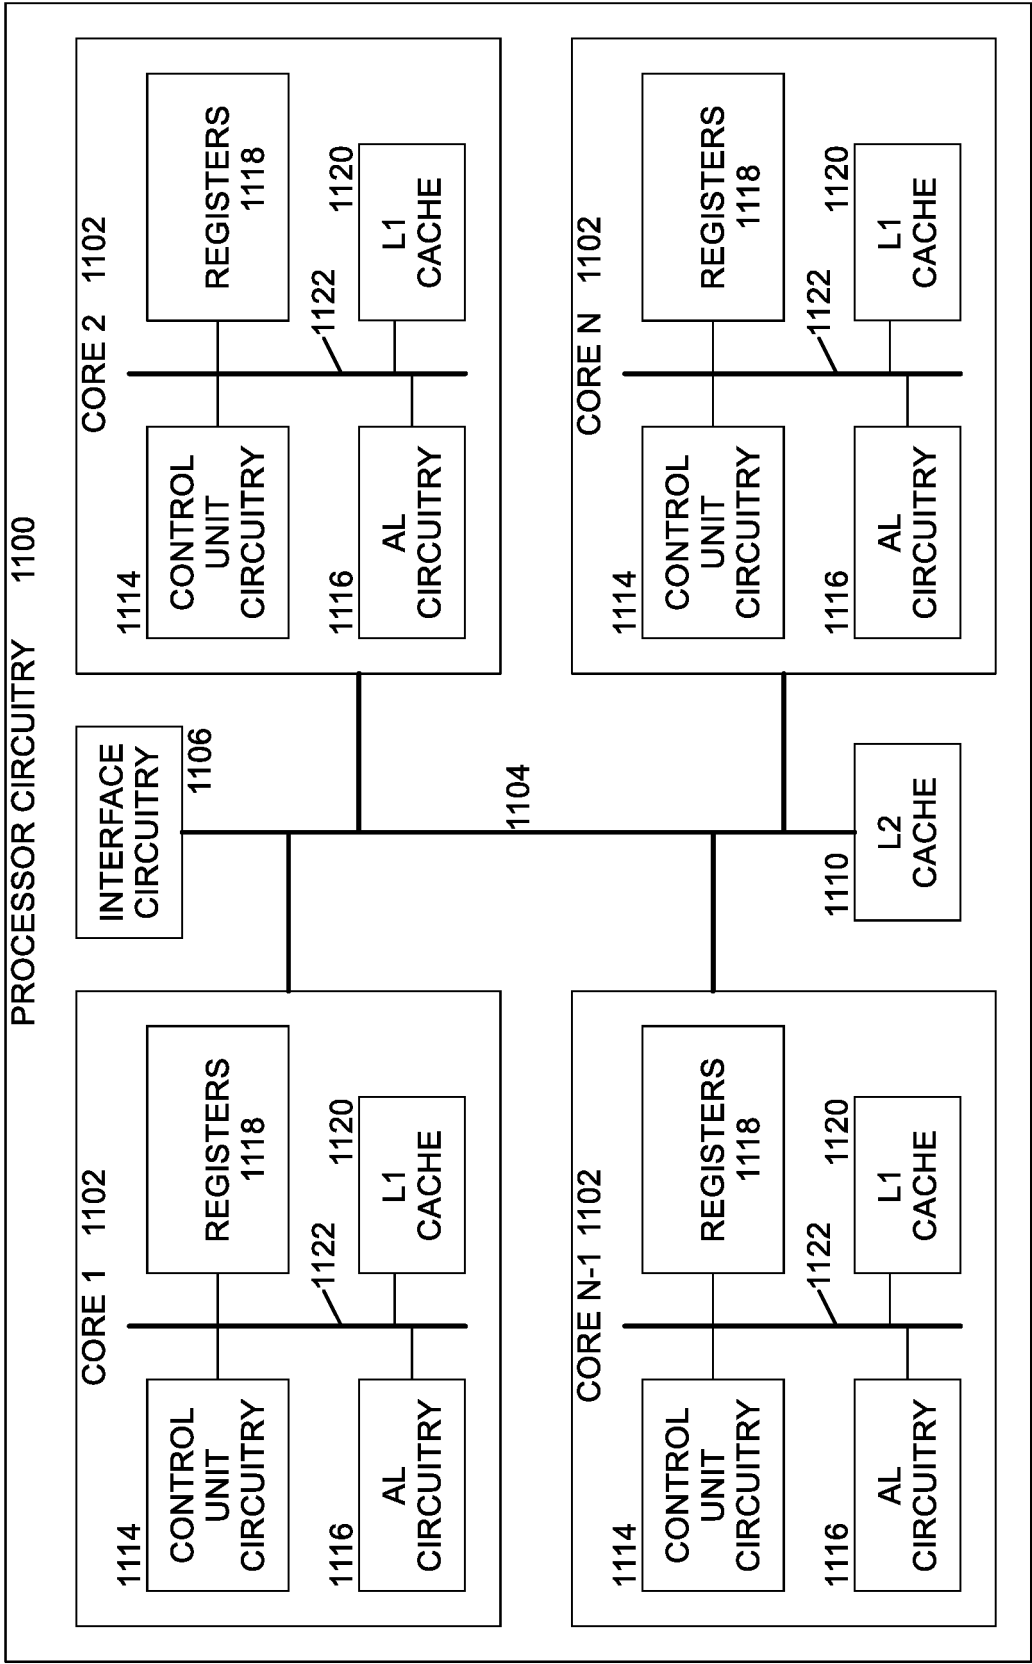 PROCESSOR CIRCUITRY 1100
CORE 1 1102
1114
CONTROL
UNIT
CIRCUITRY
REGISTERS
1118
1122
1116
AL
CIRCUITRY
1120
L1
CACHE
INTERFACE
CIRCUITRY
1106
CORE 2 1102
1114
CONTROL
UNIT
CIRCUITRY
REGISTERS
1118
1122
1116
AL
CIRCUITRY
1120
L1
CACHE
1104
CORE N-1 1102
1114
CONTROL
UNIT
CIRCUITRY
REGISTERS
1118
1122
1116
AL
CIRCUITRY
1120
L1
CACHE
1110
L2
CACHE
CORE N 1102
1114
CONTROL
UNIT
CIRCUITRY
REGISTERS
1118
1122
1116
AL
CIRCUITRY
1120
L1
CACHE